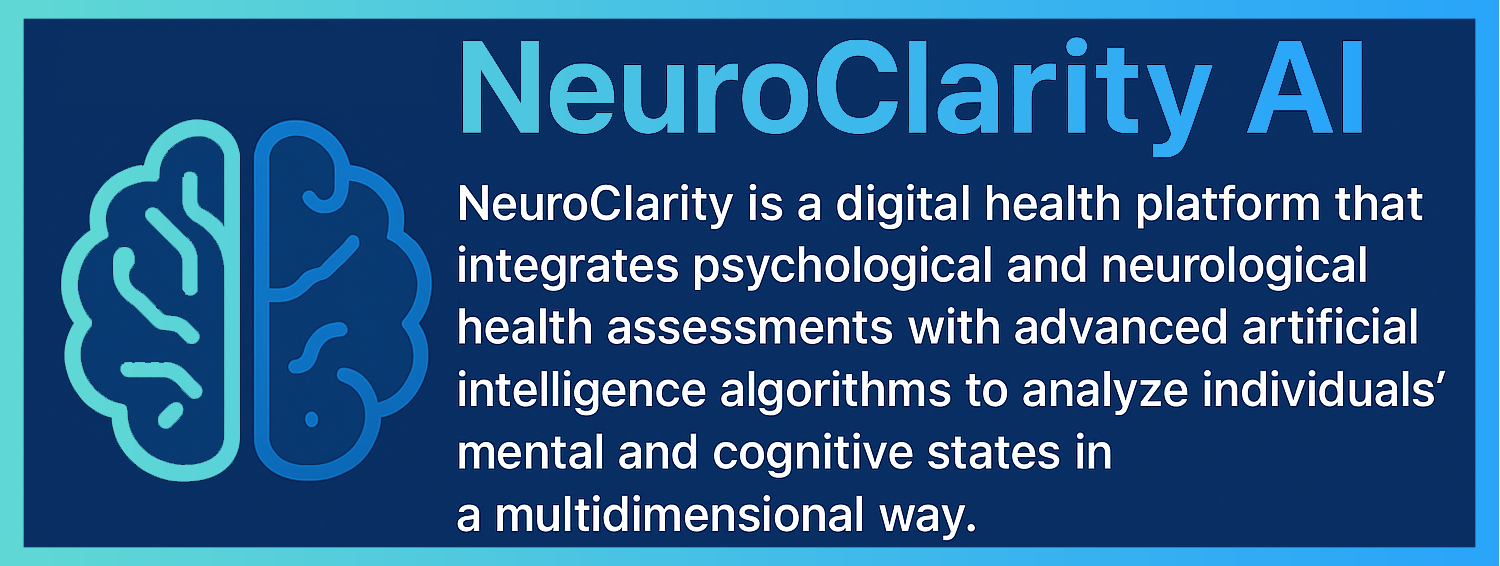 NeuroClarity AI
NeuroClarity is a digital health platform that
integrates psychological and neurological
health assessments with advanced artificial
intelligence algorithms to analyze individuals’
mental and cognitive states in
a multidimensional way.